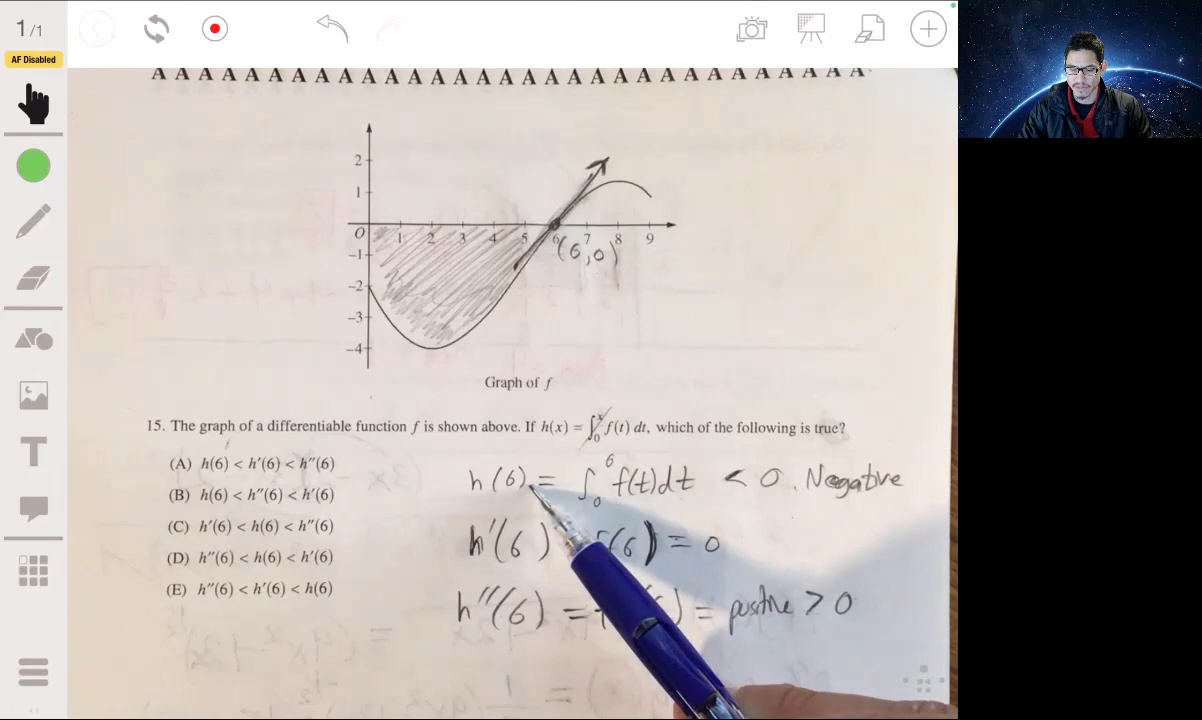 1/1
AF Disabled
A A A A A A A A A A A A A A A A A A A A A A A A A A A A A A A
2
1
O 1 2 3 4 5 6 7 8 9
(6,0)
-1
-2
-3
-4
Graph of f
15. The graph of a differentiable function f is shown above. If h(x) = ∫₀ˣ f(t) dt, which of the following is true?
(A) h(6) < h′(6) < h″(6)
(B) h(6) < h″(6) < h′(6)
(C) h′(6) < h(6) < h″(6)
(D) h″(6) < h(6) < h′(6)
(E) h″(6) < h′(6) < h(6)
h(6) = ∫₀⁶ f(t)dt < 0. Negative
h′(6) (6) = 0
h″(6) = ) = positive > 0
T